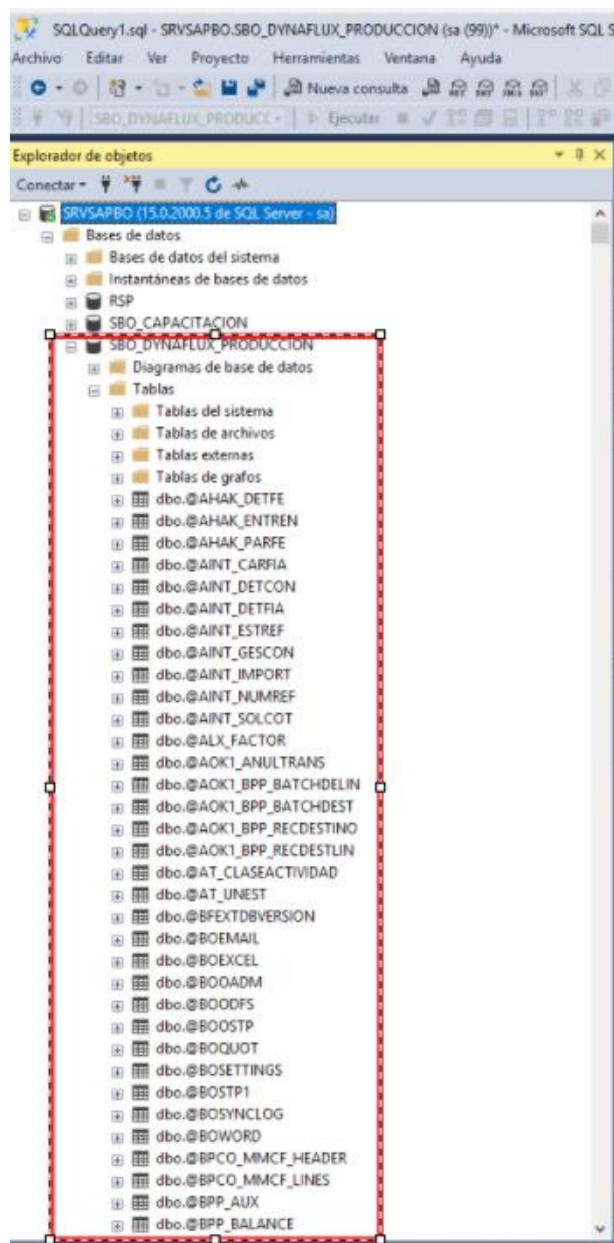 SQLQuery1.sql - SRVSAPBO.SBO_DYNAFLUX_PRODUCCION (sa (99))* - Microsoft SQL S
Archivo Editar Ver Proyecto Herramientas Ventana Ayuda
Nueva consulta
SBO_DYNAFLUX_PRODUCC Ejecutar
Explorador de objetos
Conectar
SRVSAPBO (15.0.2000.5 de SQL Server - sa)
Bases de datos
Bases de datos del sistema
Instantáneas de bases de datos
RSP
SBO_CAPACITACION
SBO_DYNAFLUX_PRODUCCION
Diagramas de base de datos
Tablas
Tablas del sistema
Tablas de archivos
Tablas externas
Tablas de grafos
dbo.@AHAK_DETFE
dbo.@AHAK_ENTREN
dbo.@AHAK_PARFE
dbo.@AINT_CARFIA
dbo.@AINT_DETCON
dbo.@AINT_DETFIA
dbo.@AINT_ESTREF
dbo.@AINT_GESCON
dbo.@AINT_IMPORT
dbo.@AINT_NUMREF
dbo.@AINT_SOLCOT
dbo.@ALX_FACTOR
dbo.@AOK1_ANULTRANS
dbo.@AOK1_BPP_BATCHDELIN
dbo.@AOK1_BPP_BATCHDEST
dbo.@AOK1_BPP_RECDESTINO
dbo.@AOK1_BPP_RECDESTLIN
dbo.@AT_CLASEACTIVIDAD
dbo.@AT_UNEST
dbo.@BFEXTDBVERSION
dbo.@BOEMAIL
dbo.@BOEXCEL
dbo.@BOOADM
dbo.@BOODFS
dbo.@BOOSTP
dbo.@BOQUOT
dbo.@BOSETTINGS
dbo.@BOSTP1
dbo.@BOSYNCLOG
dbo.@BOWORD
dbo.@BPCO_MMCF_HEADER
dbo.@BPCO_MMCF_LINES
dbo.@BPP_AUX
dbo.@BPP_BALANCE